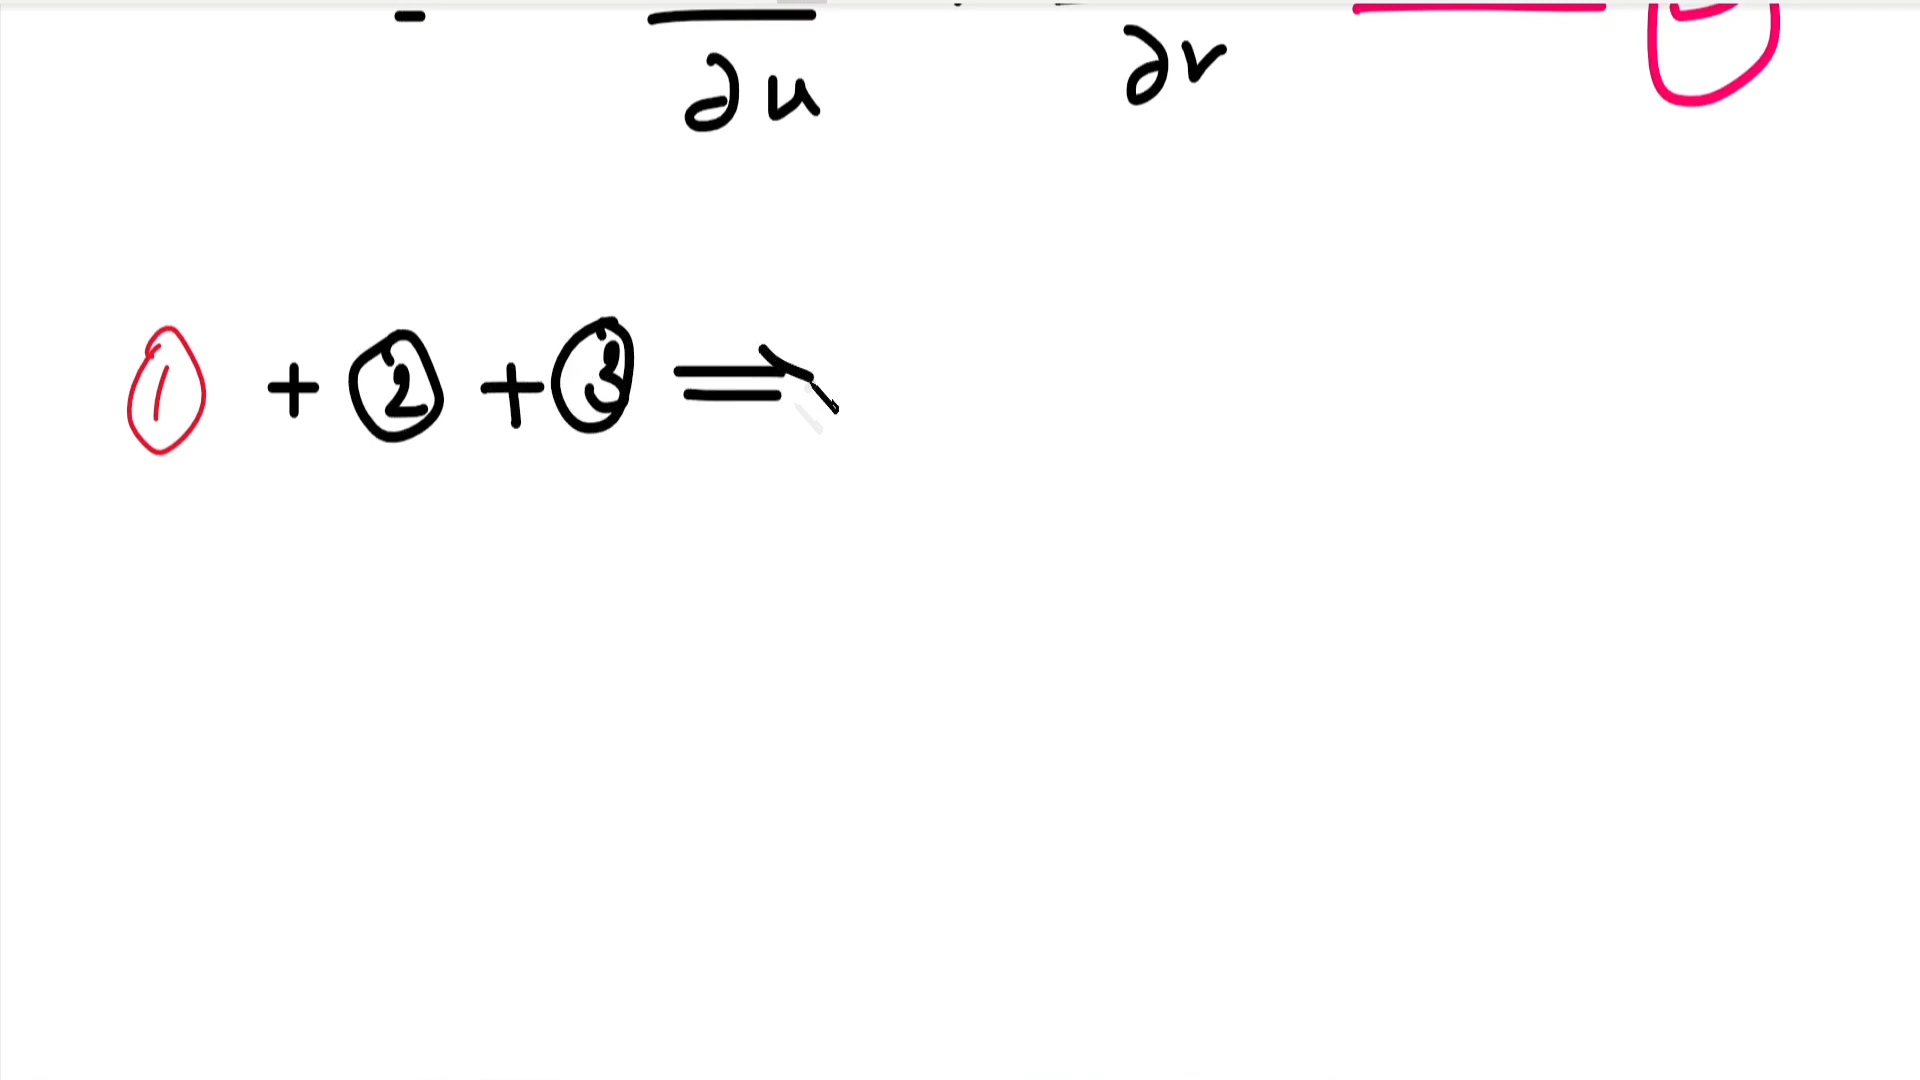 - ∂u ∂v
① + ② + ③ ⇒